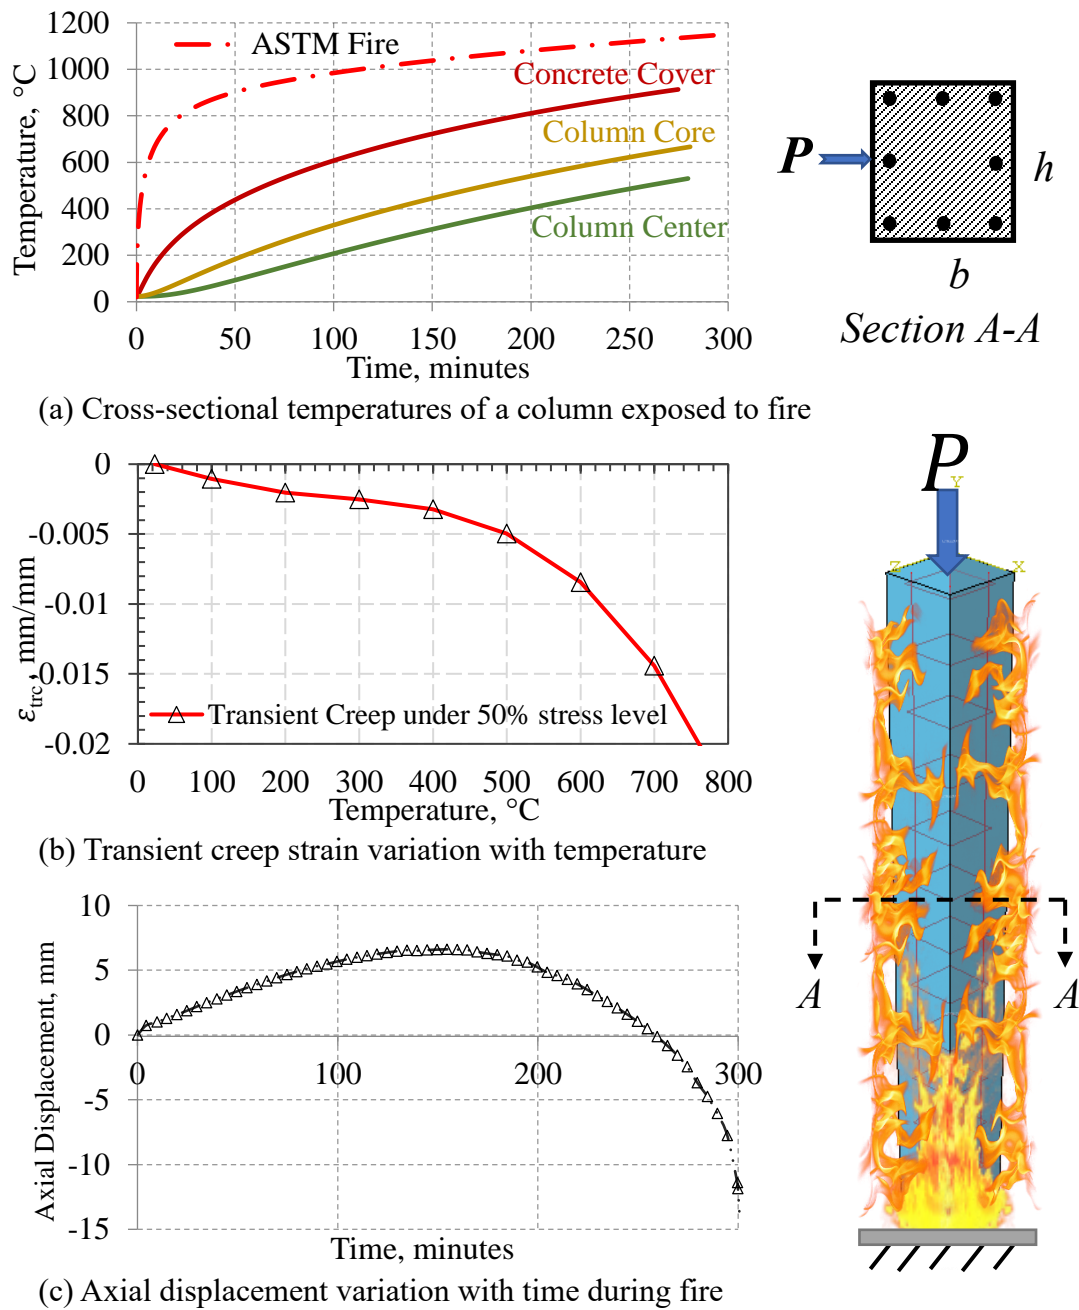 1200
1000
800
600
400
200
0
Temperature, °C
ASTM Fire
Concrete Cover
Column Core
Column Center
0 50 100 150 200 250 300
Time, minutes
P
h
b
Section A-A
(a) Cross-sectional temperatures of a column exposed to fire
0
-0.005
-0.01
-0.015
-0.02
εtrc, mm/mm
Transient Creep under 50% stress level
0 100 200 300 400 500 600 700 800
Temperature, °C
(b) Transient creep strain variation with temperature
P
Y
Z X
A A
10
5
0
-5
-10
-15
Axial Displacement, mm
0 100 200 300
Time, minutes
(c) Axial displacement variation with time during fire